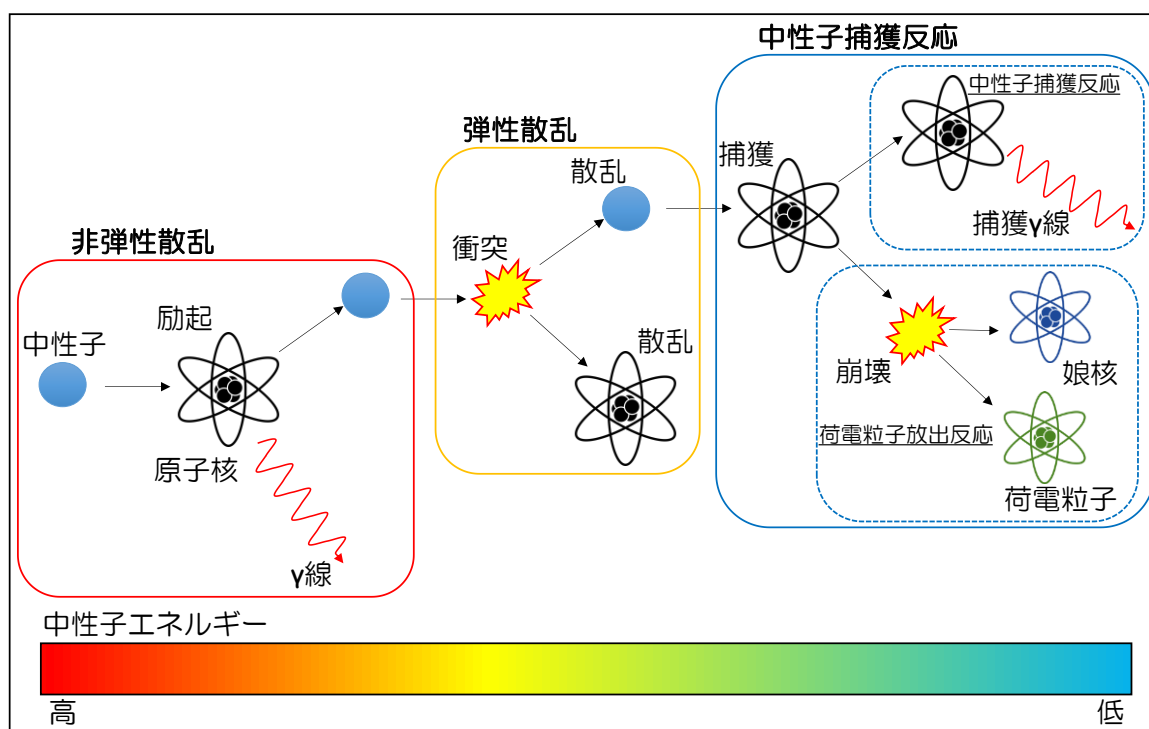 中性子捕獲反応
中性子捕獲反応
捕獲
捕獲γ線
崩壊
娘核
荷電粒子放出反応
荷電粒子
弾性散乱
散乱
衝突
散乱
非弾性散乱
中性子
励起
原子核
γ線
中性子エネルギー
高
低